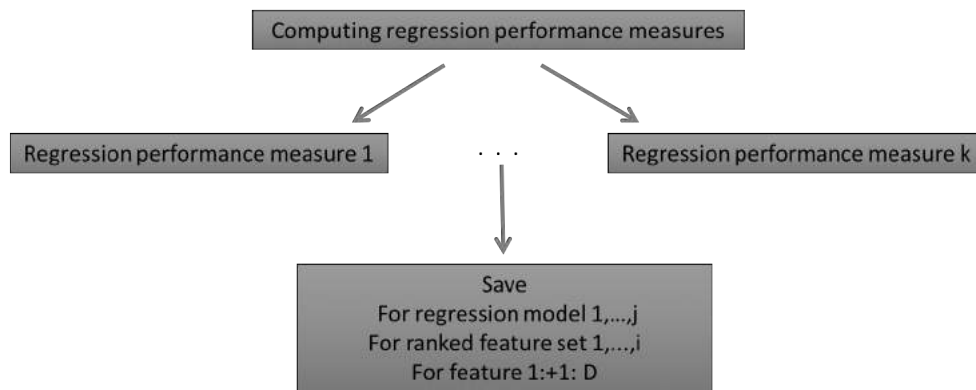 Computing regression performance measures
Regression performance measure 1
. . .
Regression performance measure k
Save
For regression model 1,...,j
For ranked feature set 1,...,i
For feature 1:+1: D